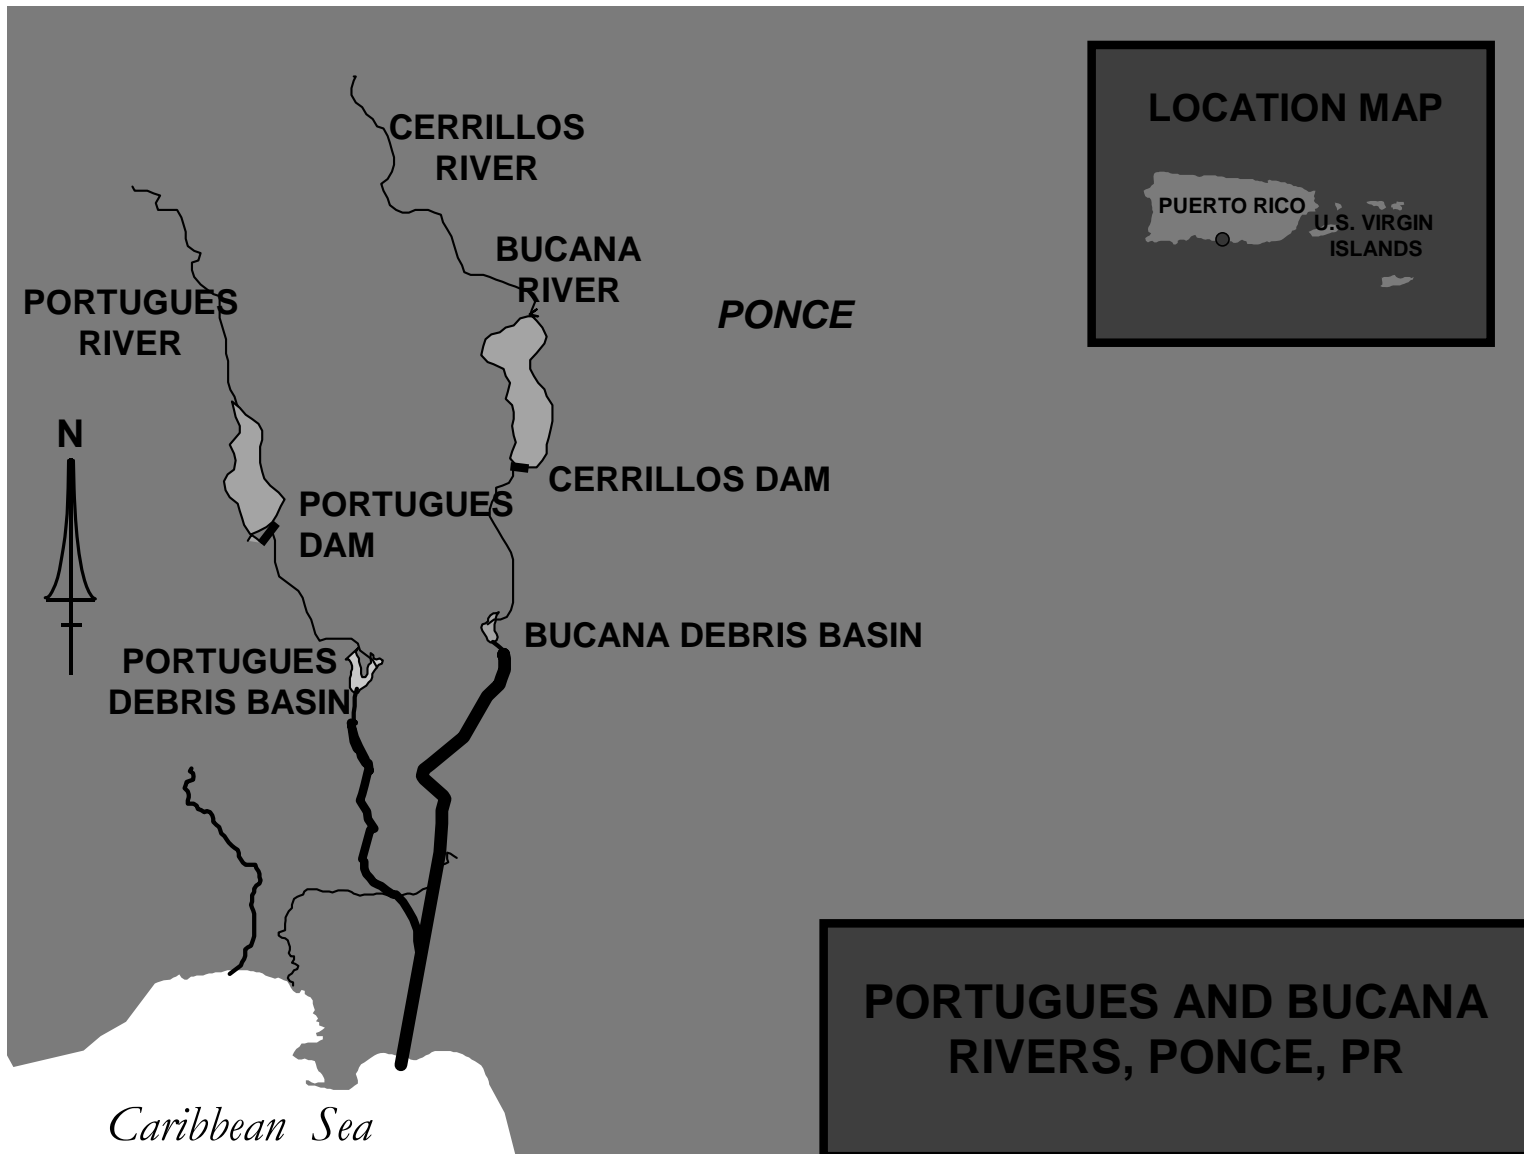 LOCATION MAP
PUERTO RICO
U.S. VIRGIN
ISLANDS
CERRILLOS
RIVER
BUCANA
RIVER
PORTUGUES
RIVER
PONCE
N
CERRILLOS DAM
PORTUGUES
DAM
BUCANA DEBRIS BASIN
PORTUGUES
DEBRIS BASIN
PORTUGUES AND BUCANA
RIVERS, PONCE, PR
Caribbean Sea